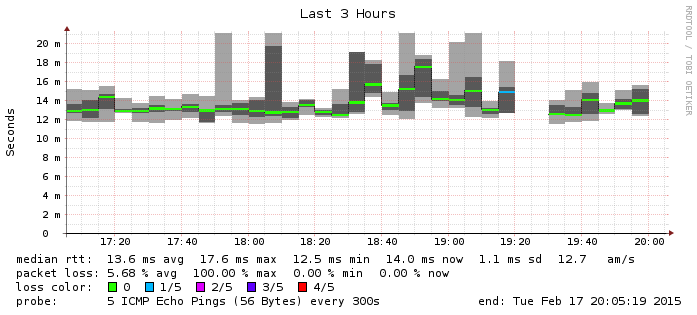 Last 3 Hours
RRDTOOL / TOBI OETIKER
Seconds
20 m
18 m
16 m
14 m
12 m
10 m
8 m
6 m
4 m
2 m
0
17:20 17:40 18:00 18:20 18:40 19:00 19:20 19:40 20:00
median rtt: 13.6 ms avg 17.6 ms max 12.5 ms min 14.0 ms now 1.1 ms sd 12.7 am/s
packet loss: 5.68 % avg 100.00 % max 0.00 % min 0.00 % now
loss color: 0 1/5 2/5 3/5 4/5
probe: 5 ICMP Echo Pings (56 Bytes) every 300s end: Tue Feb 17 20:05:19 2015